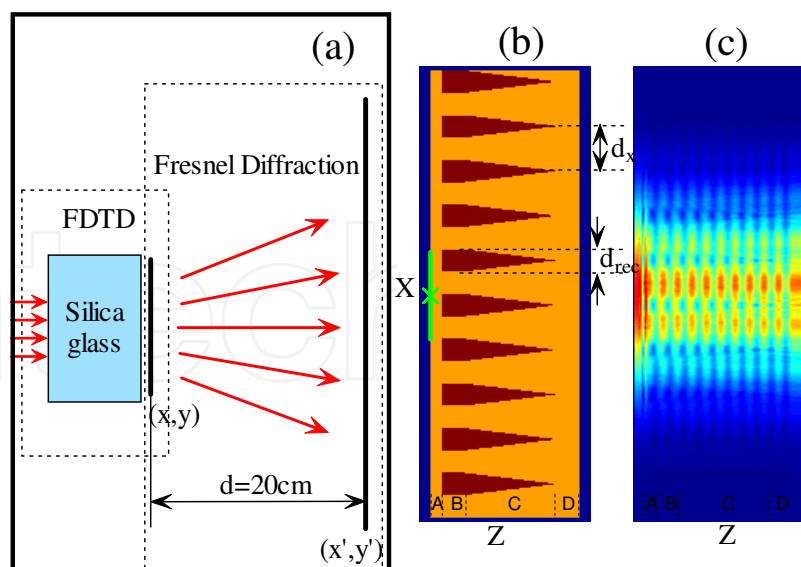 (a)
Fresnel Diffraction
FDTD
Silica
glass
(x,y)
d=20cm
(x',y')
(b)
dx
drec
X
A B C D
Z
(c)
A B C D
Z